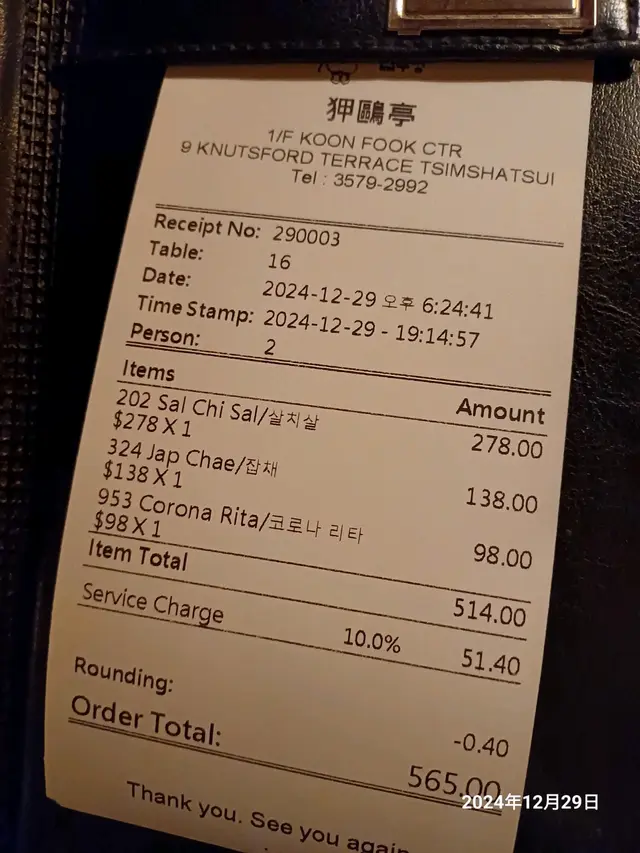 狎鷗亭
1/F KOON FOOK CTR
9 KNUTSFORD TERRACE TSIMSHATSUI
Tel : 3579-2992
Receipt No: 290003
Table: 16
Date: 2024-12-29 오후 6:24:41
Time Stamp: 2024-12-29 - 19:14:57
Person: 2
Items Amount
202 Sal Chi Sal/살치살
$278 X 1 278.00
324 Jap Chae/잡채
$138 X 1 138.00
953 Corona Rita/코로나 리타
$98 X 1 98.00
Item Total 514.00
Service Charge 10.0% 51.40
Rounding: -0.40
Order Total: 565.00
Thank you. See you again
2024年12月29日